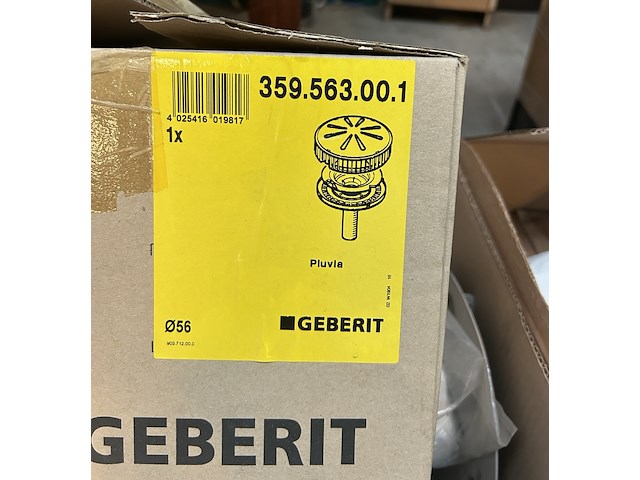 359.563.00.1
4 025416 019817
1x
Pluvia
Ø56
GEBERIT
GEBERIT